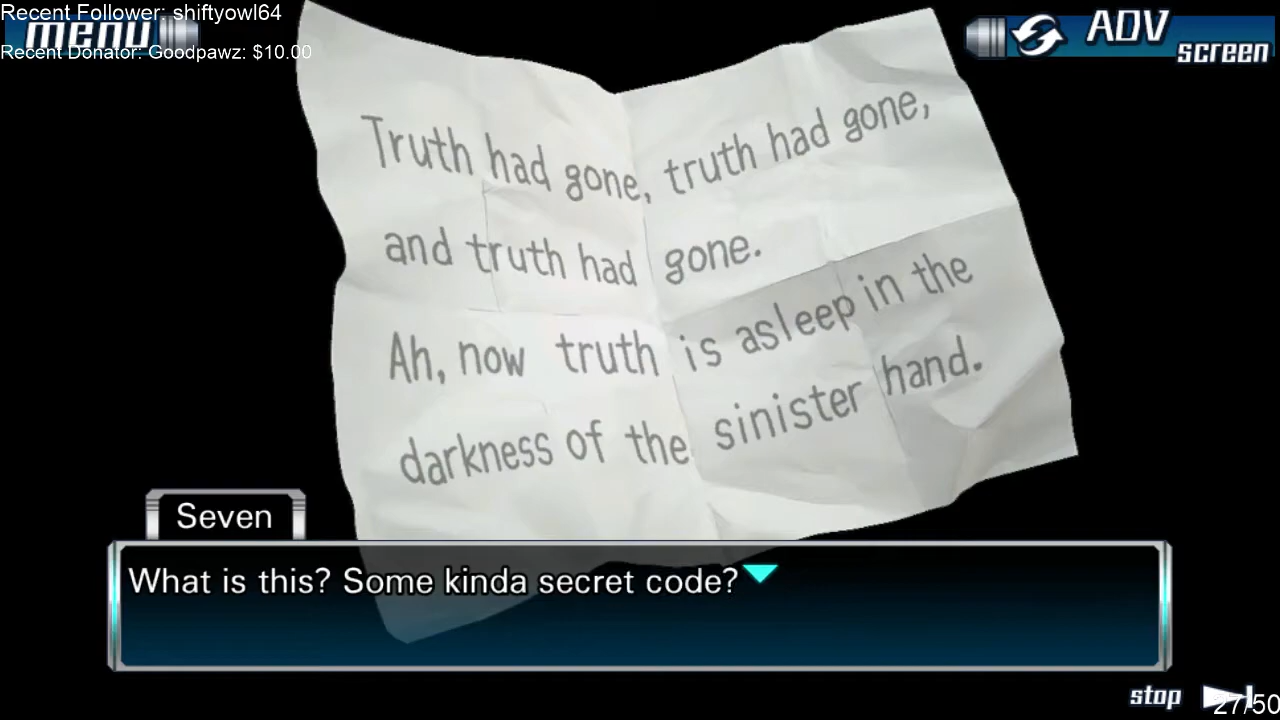 Recent Follower: shiftyowl64
menu
Recent Donator: Goodpawz: $10.00
ADV
screen
Truth had gone, truth had gone,
and truth had gone.
Ah, now truth is asleep in the
darkness of the sinister hand.
Seven
What is this? Some kinda secret code?
stop
27/50